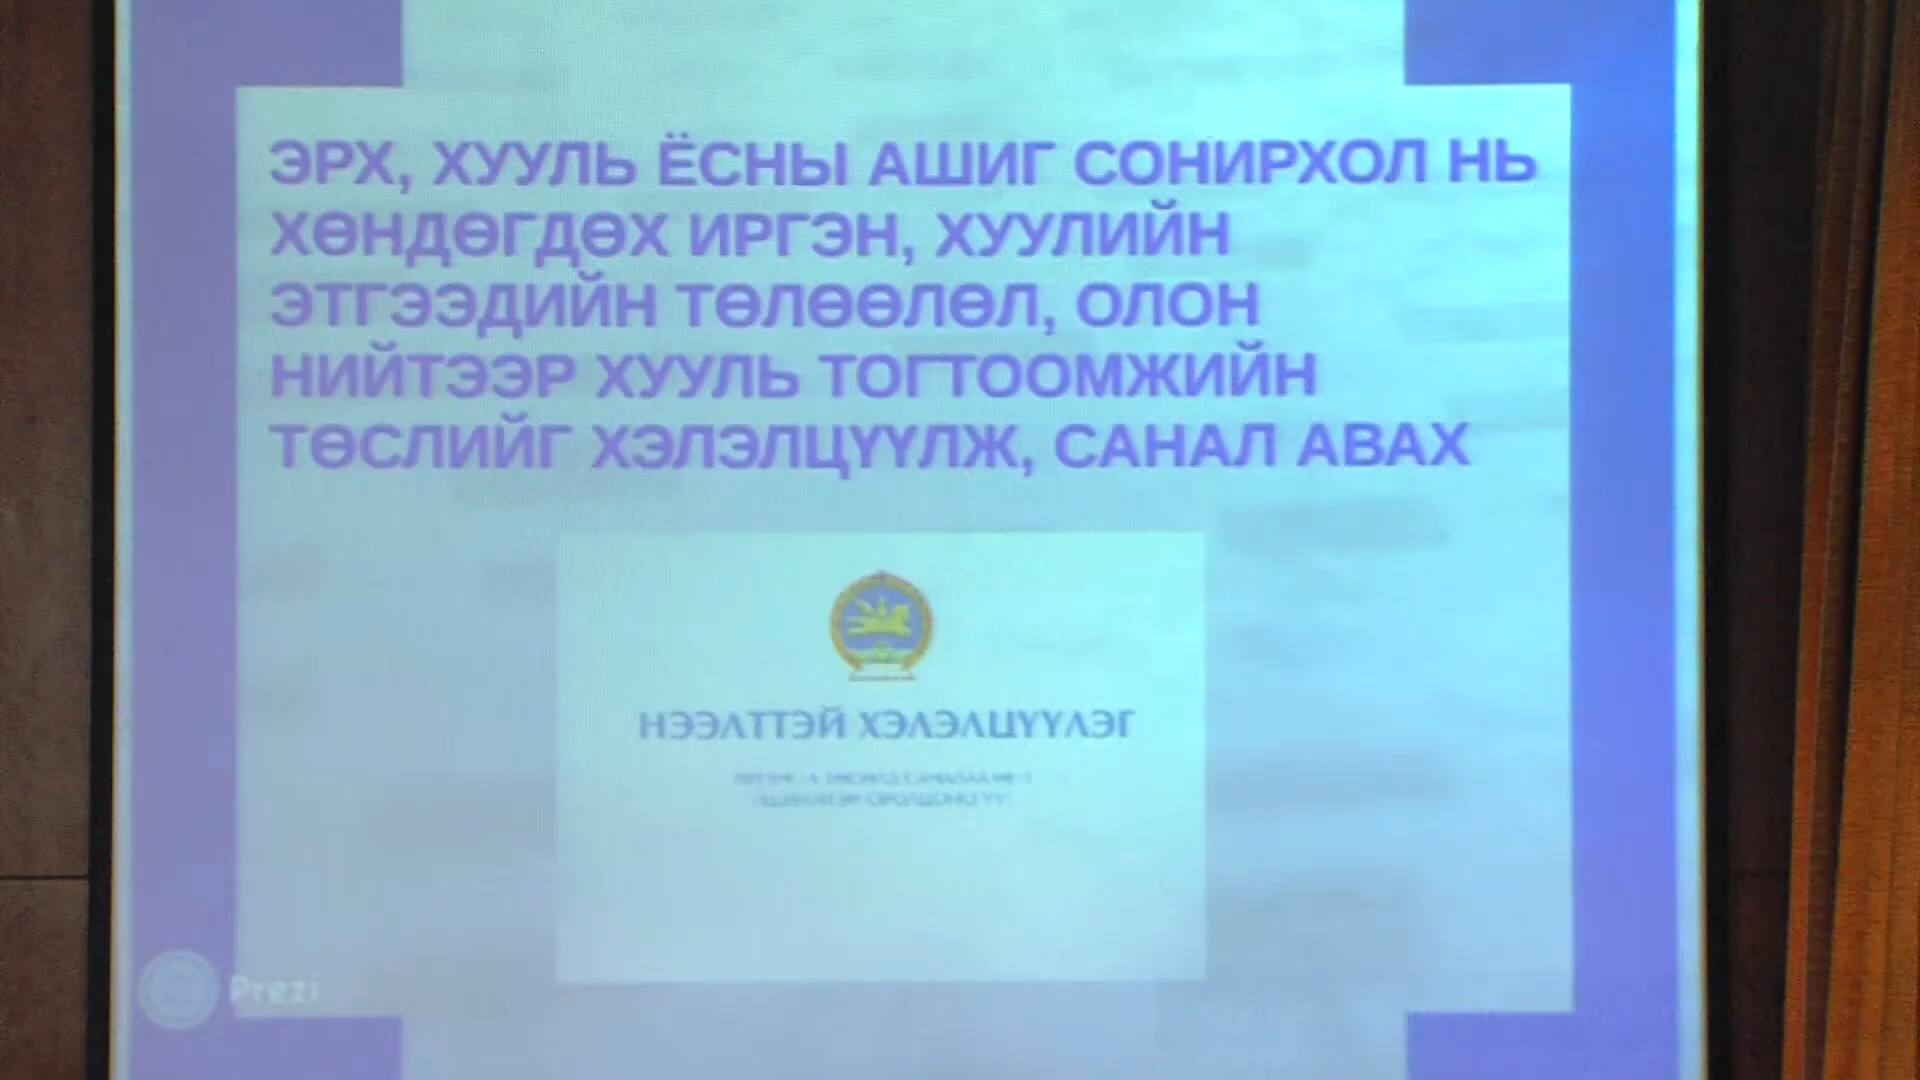 ЭРХ, ХУУЛЬ ЁСНЫ АШИГ СОНИРХОЛ НЬ
ХӨНДӨГДӨХ ИРГЭН, ХУУЛИЙН
ЭТГЭЭДИЙН ТӨЛӨӨЛӨЛ, ОЛОН
НИЙТЭЭР ХУУЛЬ ТОГТООМЖИЙН
ТӨСЛИЙГ ХЭЛЭЛЦҮҮЛЖ, САНАЛ АВАХ
НЭЭЛТТЭЙ ХЭЛЭЛЦҮҮЛЭГ
Prezi